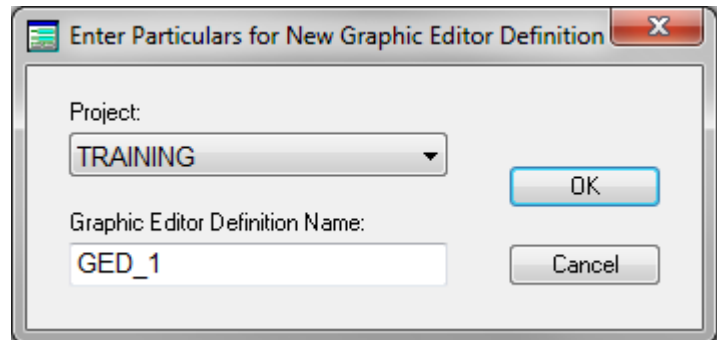 Enter Particulars for New Graphic Editor Definition
Project:
TRAINING
OK
Graphic Editor Definition Name:
GED_1
Cancel